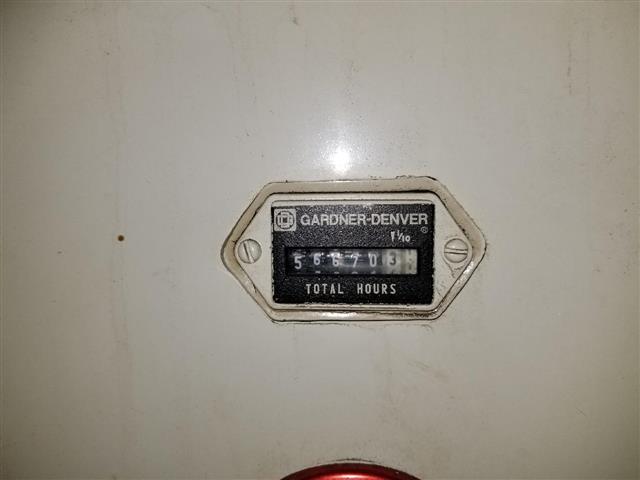 GARDNER-DENVER ®
1/10
566703
TOTAL HOURS